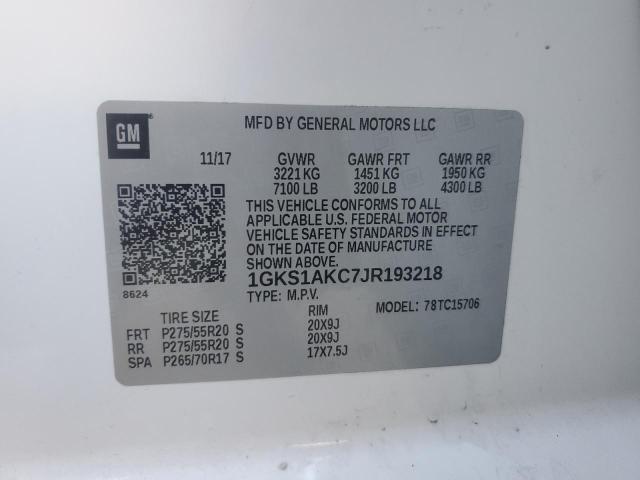 GM
MFD BY GENERAL MOTORS LLC
11/17 GVWR GAWR FRT GAWR RR
3221 KG 1451 KG 1950 KG
7100 LB 3200 LB 4300 LB
THIS VEHICLE CONFORMS TO ALL
APPLICABLE U.S. FEDERAL MOTOR
VEHICLE SAFETY STANDARDS IN EFFECT
ON THE DATE OF MANUFACTURE
SHOWN ABOVE.
8624
1GKS1AKC7JR193218
TYPE: M.P.V. MODEL: 78TC15706
TIRE SIZE RIM
FRT P275/55R20 S 20X9J
RR P275/55R20 S 20X9J
SPA P265/70R17 S 17X7.5J